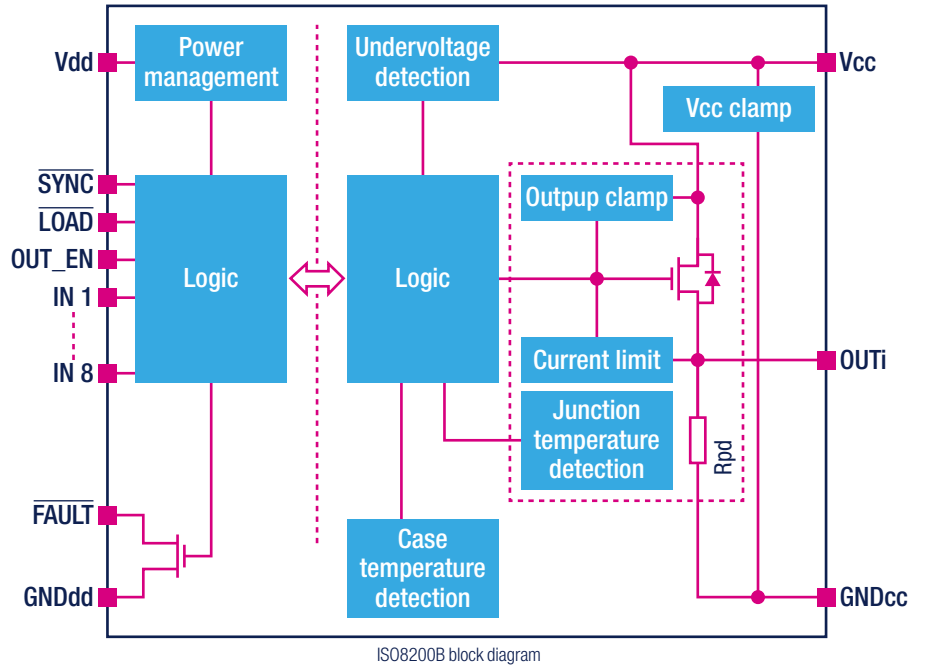 Vdd
SYNC
LOAD
OUT_EN
IN 1
IN 8
FAULT
GNDdd
Power
management
Logic
Undervoltage
detection
Logic
Case
temperature
detection
Vcc clamp
Outpup clamp
Current limit
Junction
temperature
detection
Rpd
Vcc
OUTi
GNDcc
ISO8200B block diagram